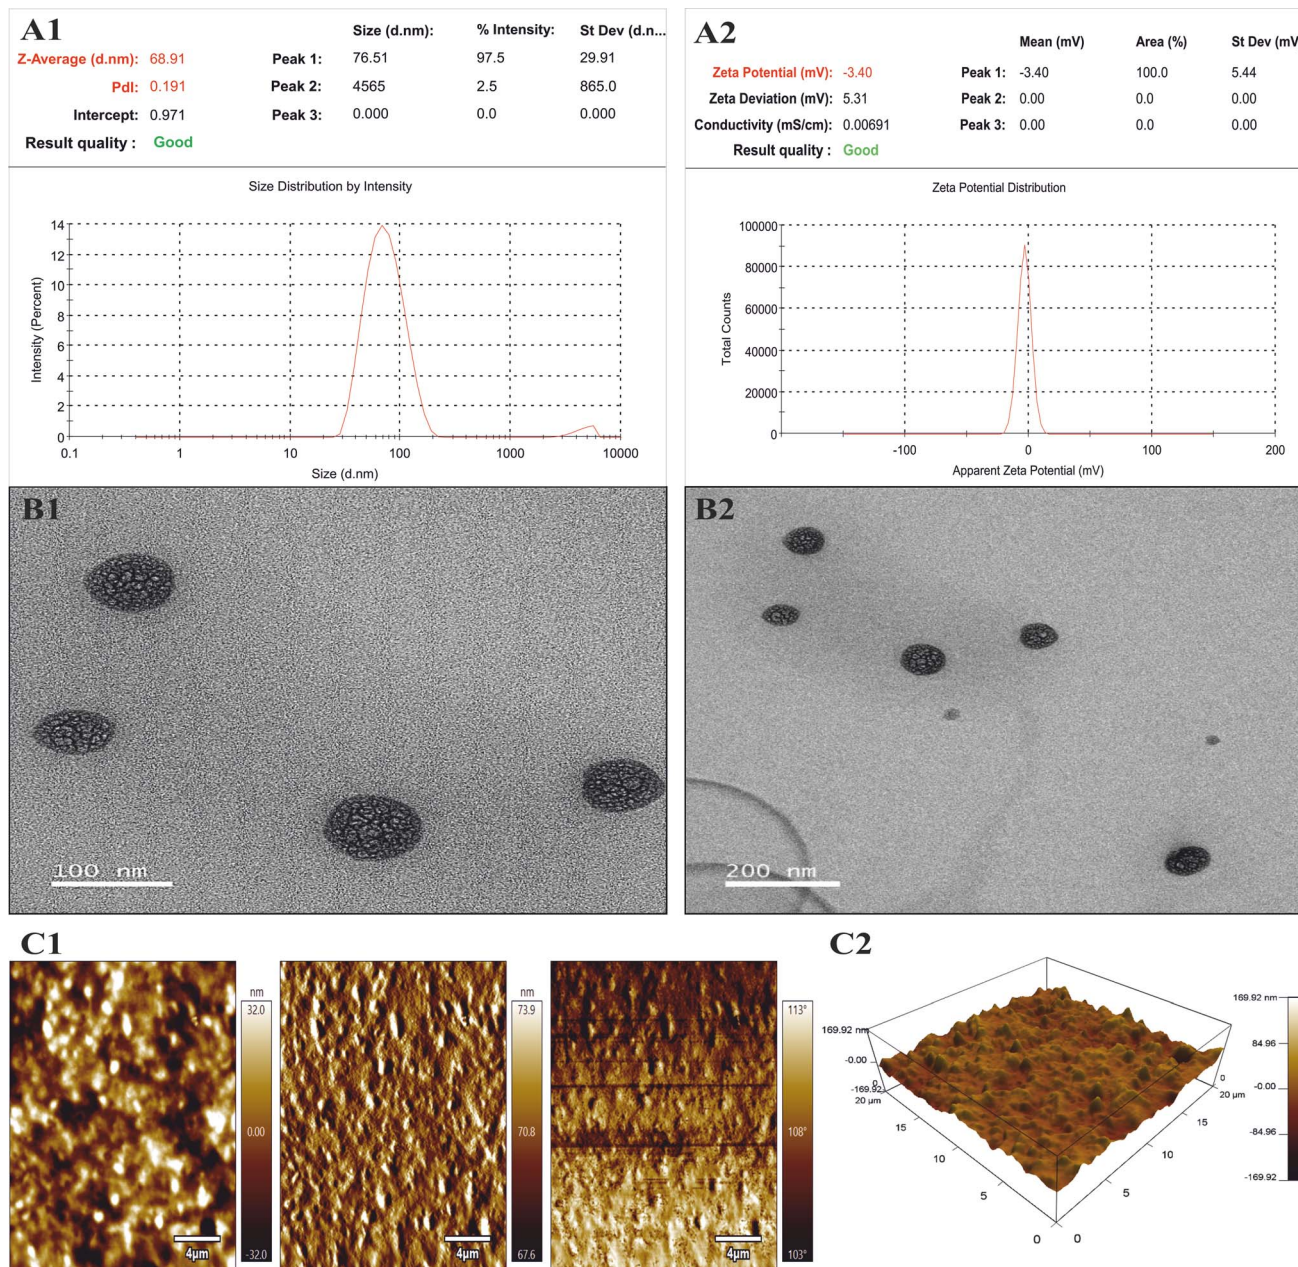 A1
Size (d.nm): % Intensity: St Dev (d.n...
Z-Average (d.nm): 68.91 Peak 1: 76.51 97.5 29.91
PdI: 0.191 Peak 2: 4565 2.5 865.0
Intercept: 0.971 Peak 3: 0.000 0.0 0.000
Result quality : Good
Size Distribution by Intensity
Intensity (Percent)
14
12
10
8
6
4
2
0
0.1 1 10 100 1000 10000
Size (d.nm)
A2
Mean (mV) Area (%) St Dev (mV
Zeta Potential (mV): -3.40 Peak 1: -3.40 100.0 5.44
Zeta Deviation (mV): 5.31 Peak 2: 0.00 0.0 0.00
Conductivity (mS/cm): 0.00691 Peak 3: 0.00 0.0 0.00
Result quality : Good
Zeta Potential Distribution
Total Counts
100000
80000
60000
40000
20000
0
-100 0 100 200
Apparent Zeta Potential (mV)
B1
100 nm
B2
200 nm
C1
nm
32.0
0.00
-32.0
4µm
nm
73.9
70.8
67.6
4µm
113°
108°
103°
4µm
C2
169.92 nm
-0.00
-169.92
0
20 µm
15
10
5
0
169.92 nm
0
20 µm
15
10
5
0
169.92 nm
84.96
-0.00
-84.96
-169.92